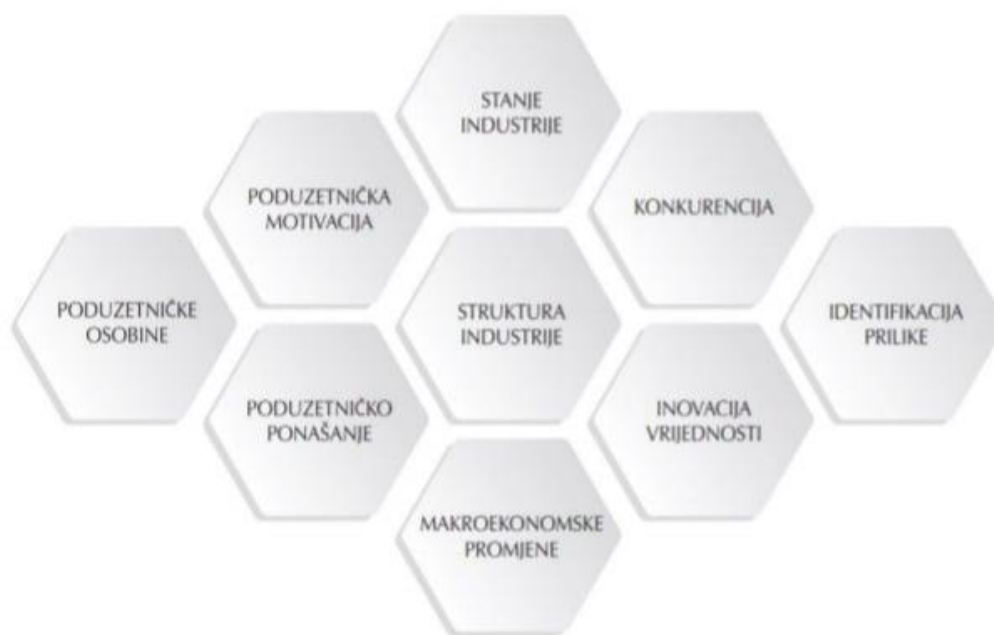 STANJE
INDUSTRIJE
PODUZETNIČKA
MOTIVACIJA
KONKURENCIJA
PODUZETNIČKE
OSOBINE
STRUKTURA
INDUSTRIJE
IDENTIFIKACIJA
PRILIKE
PODUZETNIČKO
PONAŠANJE
INOVACIJA
VRIJEDNOSTI
MAKROEKONOMSKE
PROMJENE